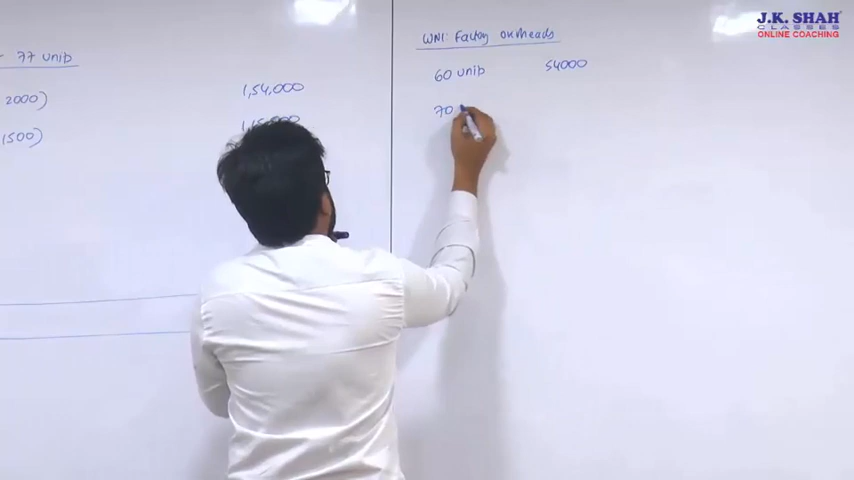 77 units
2000)
1,54,000
1500)
WN1: Factory overheads
60 units 54000
70
J.K. SHAH
CLASSES
ONLINE COACHING